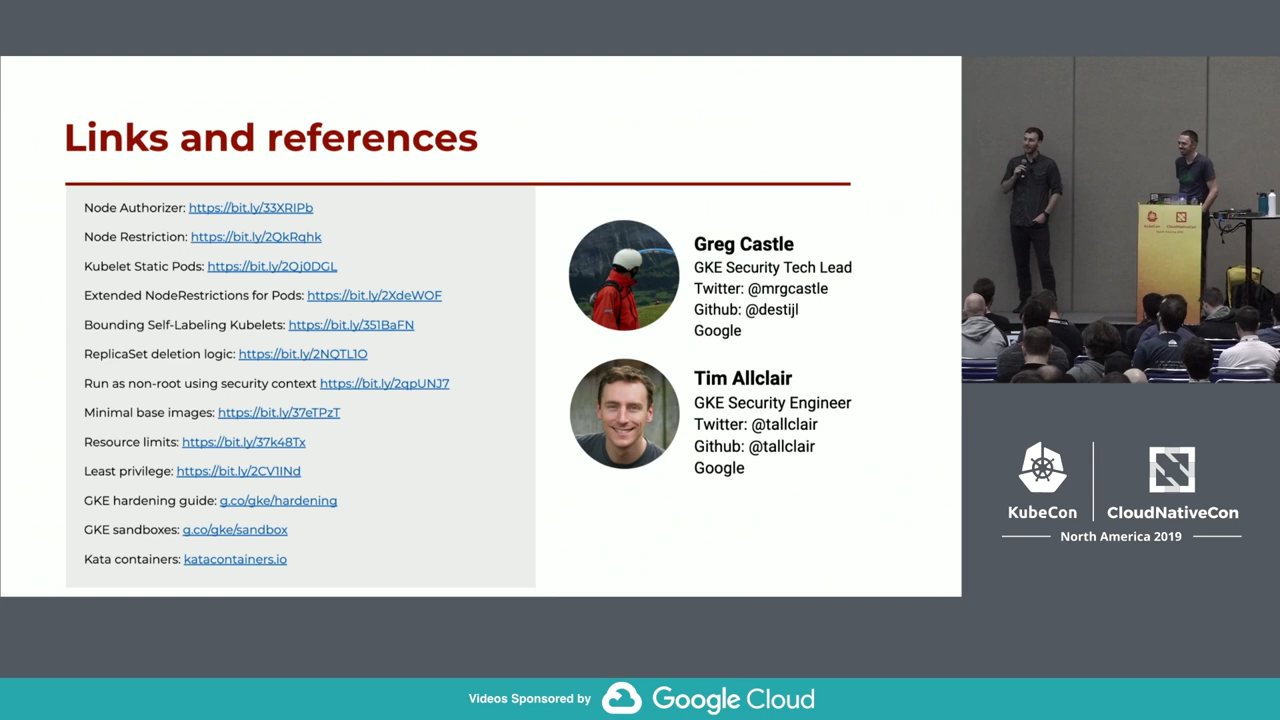 Links and references
Node Authorizer: https://bit.ly/33XRIPb
Node Restriction: https://bit.ly/2QkRqhk
Kubelet Static Pods: https://bit.ly/2Qj0DGL
Extended NodeRestrictions for Pods: https://bit.ly/2XdeWOF
Bounding Self-Labeling Kubelets: https://bit.ly/351BaFN
ReplicaSet deletion logic: https://bit.ly/2NQTL1O
Run as non-root using security context https://bit.ly/2qpUNJ7
Minimal base images: https://bit.ly/37eTPzT
Resource limits: https://bit.ly/37k48Tx
Least privilege: https://bit.ly/2CV1INd
GKE hardening guide: g.co/gke/hardening
GKE sandboxes: g.co/gke/sandbox
Kata containers: katacontainers.io
Greg Castle
GKE Security Tech Lead
Twitter: @mrgcastle
Github: @destijl
Google
Tim Allclair
GKE Security Engineer
Twitter: @tallclair
Github: @tallclair
Google
KubeCon CloudNativeCon
KubeCon
CloudNativeCon
North America 2019
Videos Sponsored by Google Cloud